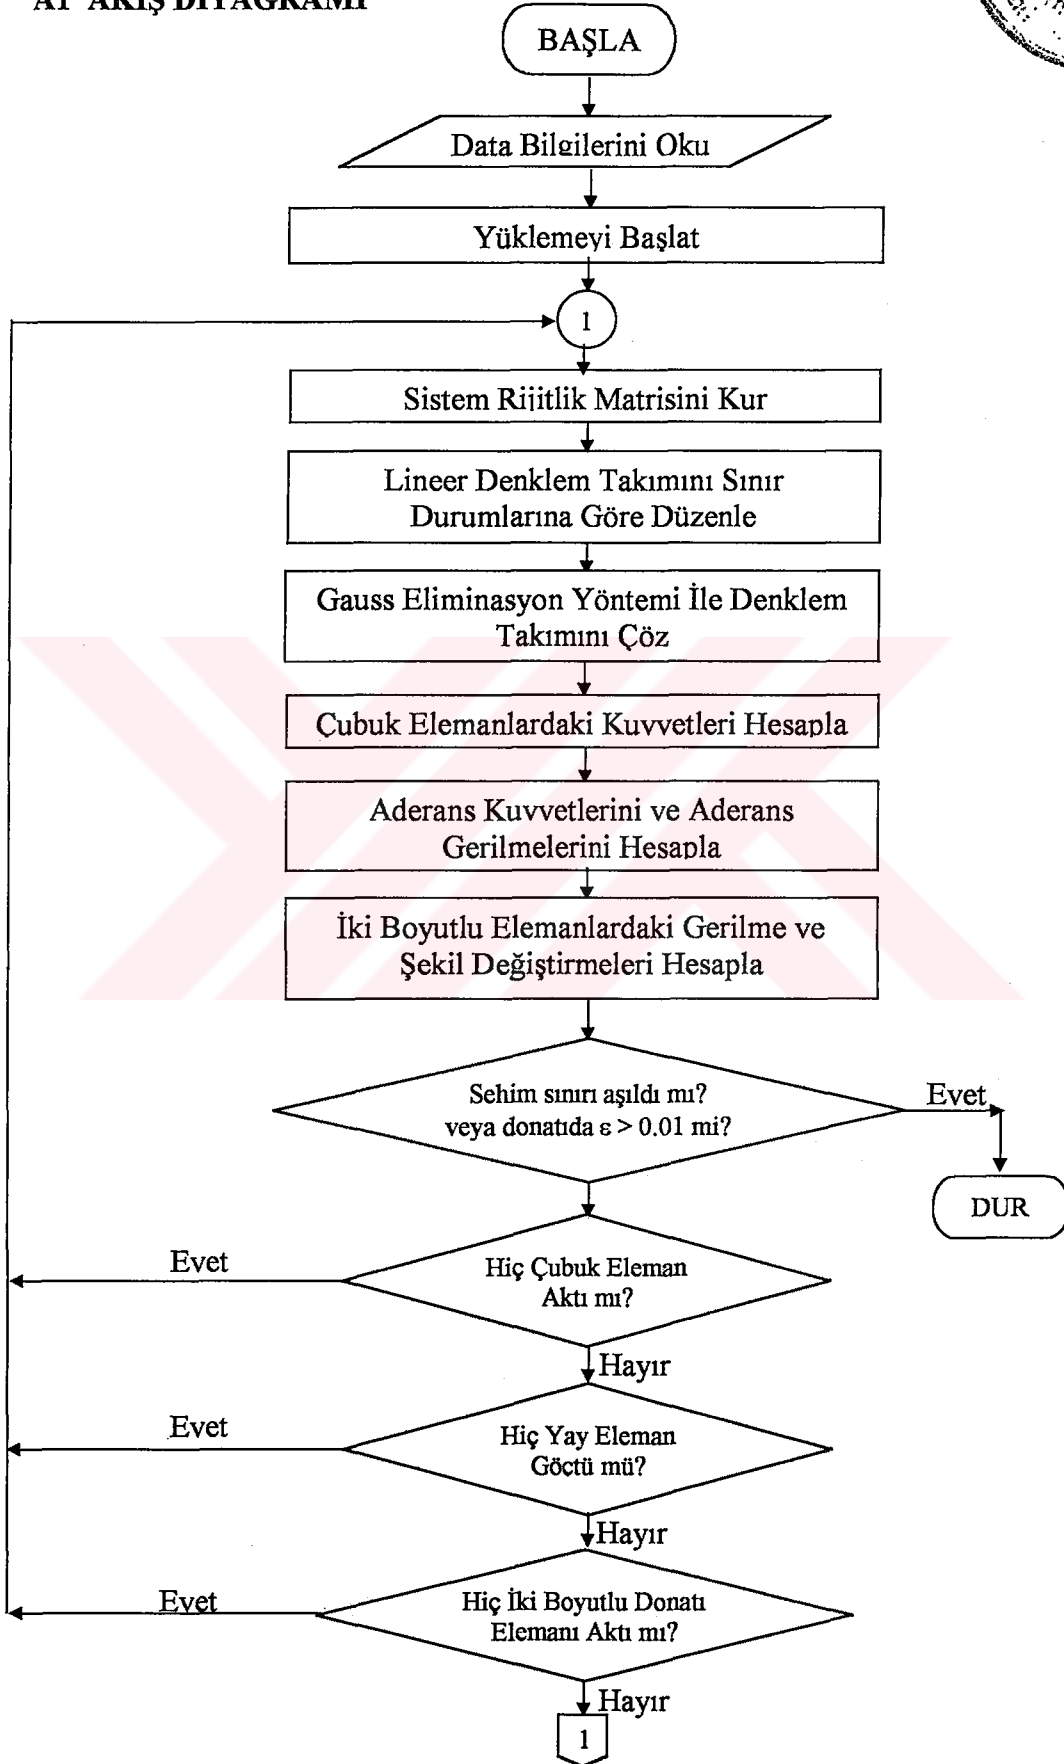 A1 AKIŞ DİYAGRAMI
BAŞLA
Data Bilgilerini Oku
Yüklemeyi Başlat
1
Sistem Rijitlik Matrisini Kur
Lineer Denklem Takımını Sınır
Durumlarına Göre Düzenle
Gauss Eliminasyon Yöntemi İle Denklem
Takımını Çöz
Çubuk Elemanlardaki Kuvvetleri Hesapla
Aderans Kuvvetlerini ve Aderans
Gerilmelerini Hesapla
İki Boyutlu Elemanlardaki Gerilme ve
Şekil Değiştirmeleri Hesapla
Sehim sınırı aşıldı mı?
veya donatıda ε > 0.01 mi?
Evet
DUR
Hiç Çubuk Eleman
Aktı mı?
Evet
Hayır
Hiç Yay Eleman
Göçtü mü?
Evet
Hayır
Hiç İki Boyutlu Donatı
Elemanı Aktı mı?
Evet
Hayır
1